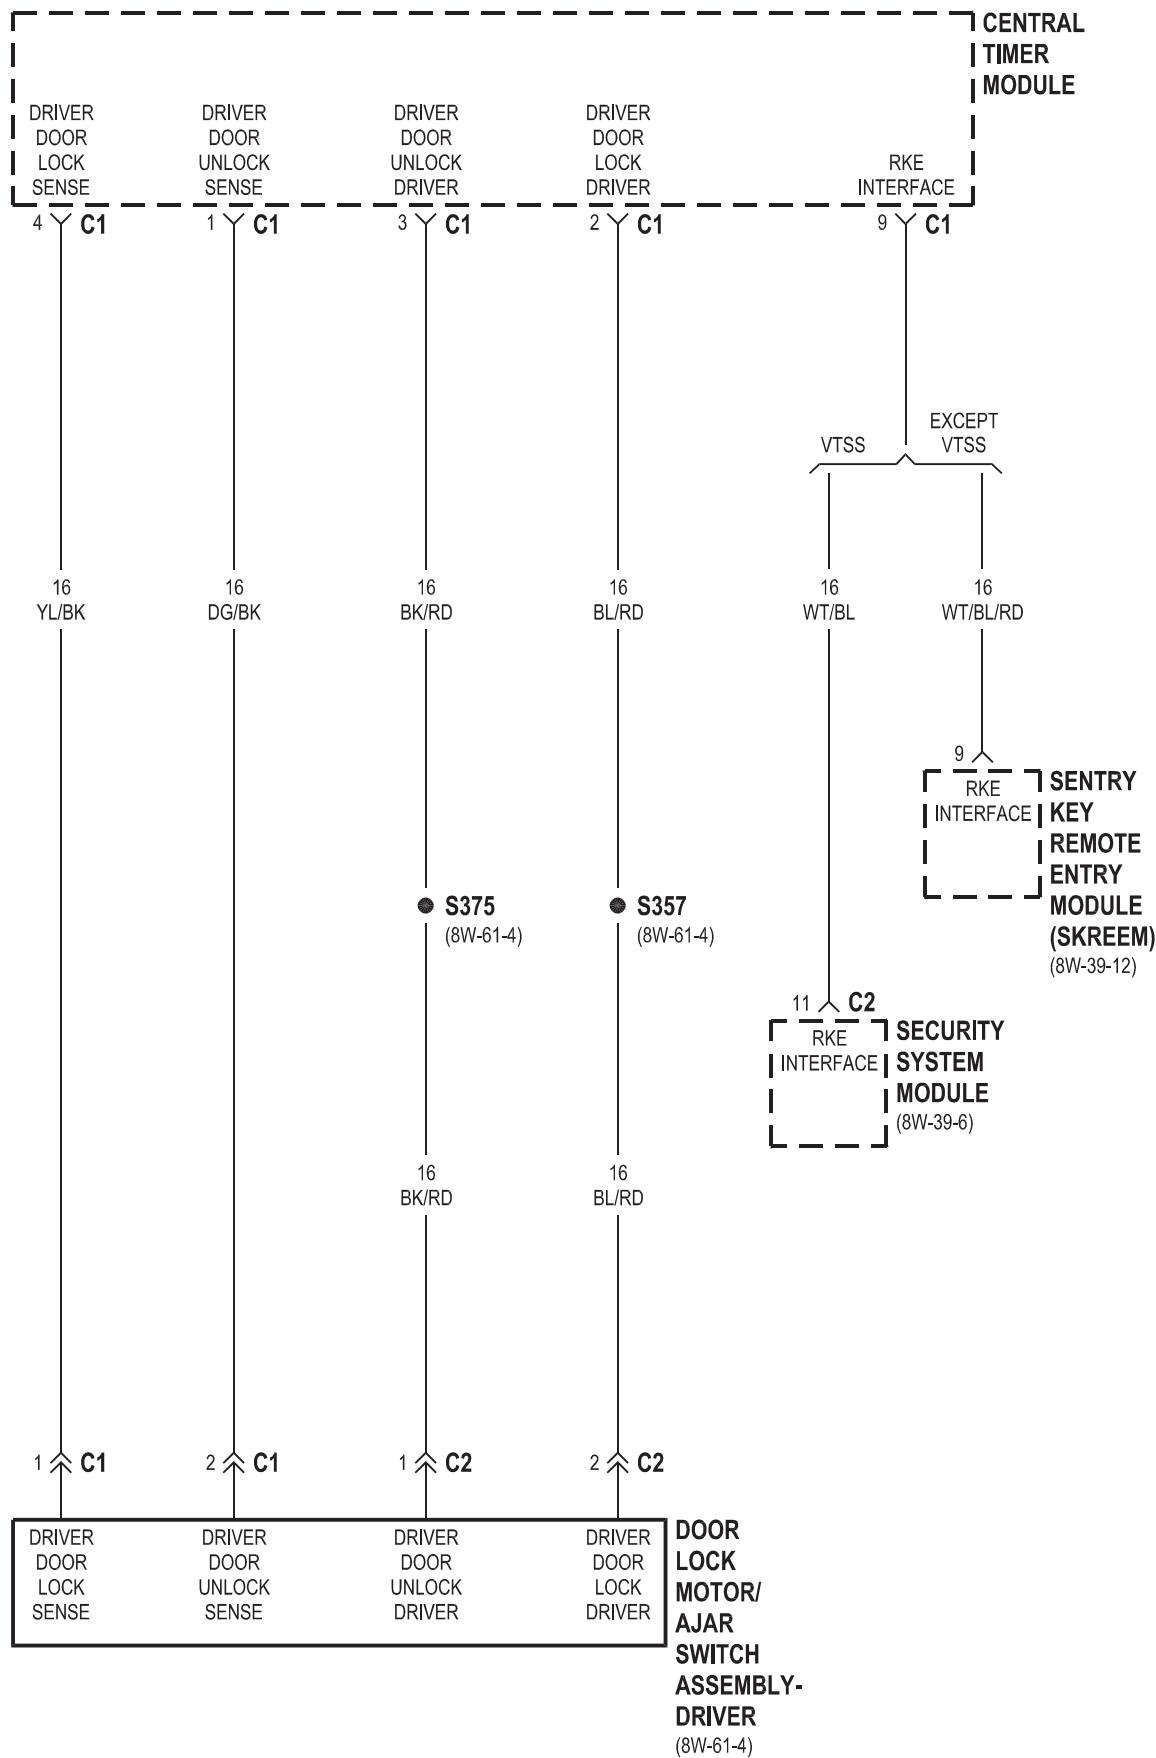 CENTRAL
TIMER
MODULE
DRIVER
DOOR
LOCK
SENSE
DRIVER
DOOR
UNLOCK
SENSE
DRIVER
DOOR
UNLOCK
DRIVER
DRIVER
DOOR
LOCK
DRIVER
RKE
INTERFACE
4 C1
1 C1
3 C1
2 C1
9 C1
VTSS
EXCEPT
VTSS
16
YL/BK
16
DG/BK
16
BK/RD
16
BL/RD
16
WT/BL
16
WT/BL/RD
9
RKE
INTERFACE
SENTRY
KEY
REMOTE
ENTRY
MODULE
(SKREEM)
(8W-39-12)
S375
(8W-61-4)
S357
(8W-61-4)
11 C2
RKE
INTERFACE
SECURITY
SYSTEM
MODULE
(8W-39-6)
16
BK/RD
16
BL/RD
1 C1
2 C1
1 C2
2 C2
DRIVER
DOOR
LOCK
SENSE
DRIVER
DOOR
UNLOCK
SENSE
DRIVER
DOOR
UNLOCK
DRIVER
DRIVER
DOOR
LOCK
DRIVER
DOOR
LOCK
MOTOR/
AJAR
SWITCH
ASSEMBLY-
DRIVER
(8W-61-4)